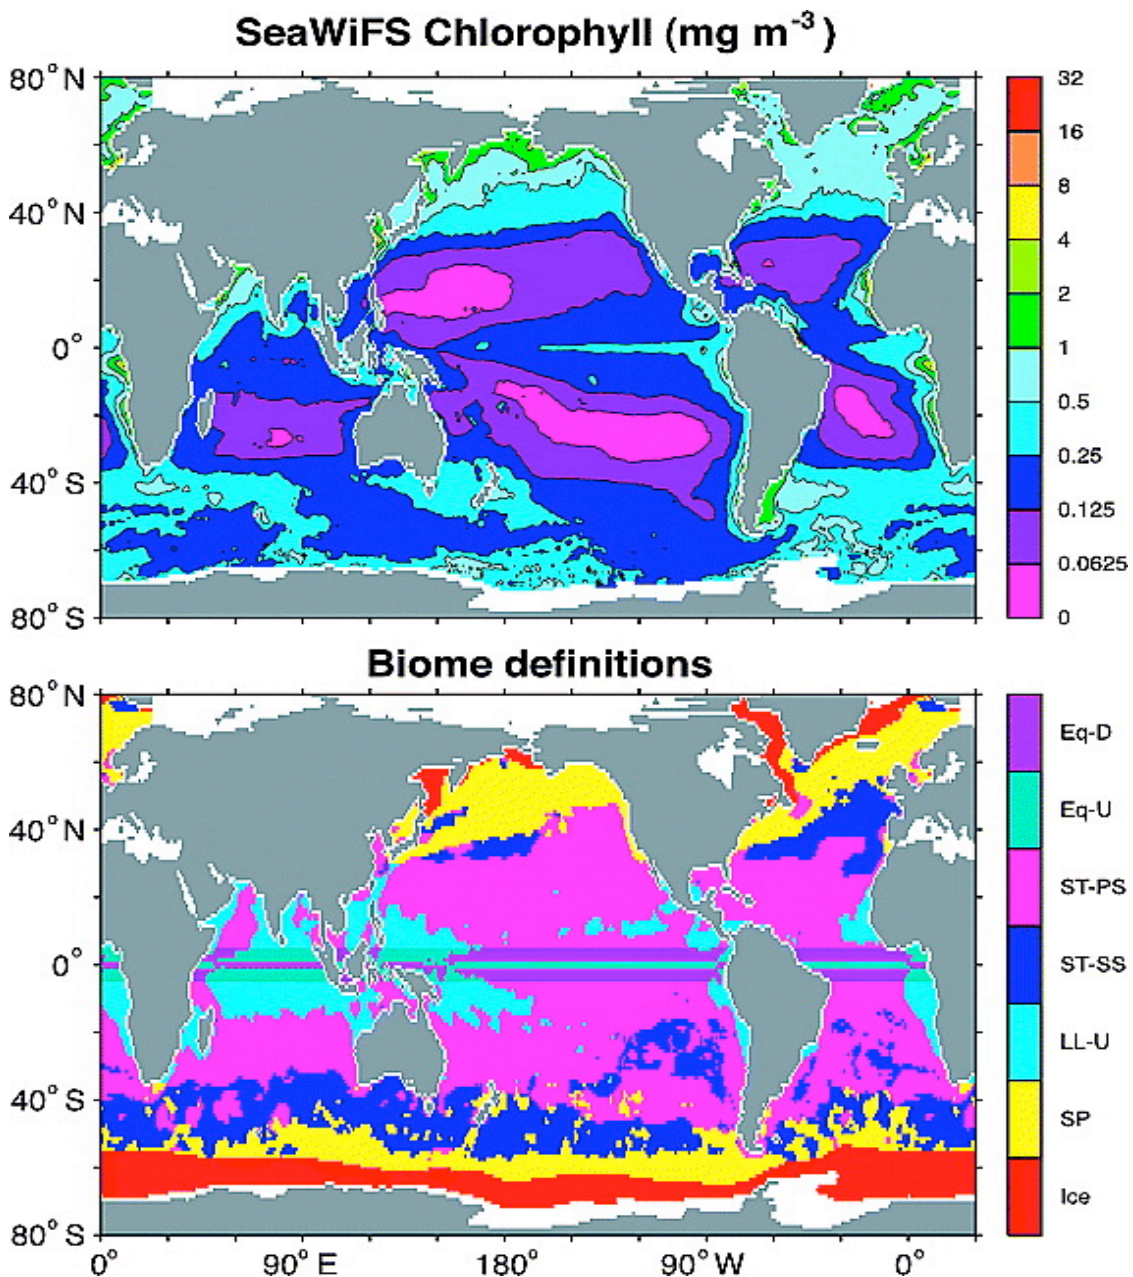 SeaWiFS Chlorophyll (mg m-3)
80°N
40°N
0°
40°S
80°S
32
16
8
4
2
1
0.5
0.25
0.125
0.0625
0
Biome definitions
80°N
40°N
0°
40°S
80°S
0°
90°E
180°
90°W
0°
Eq-D
Eq-U
ST-PS
ST-SS
LL-U
SP
Ice